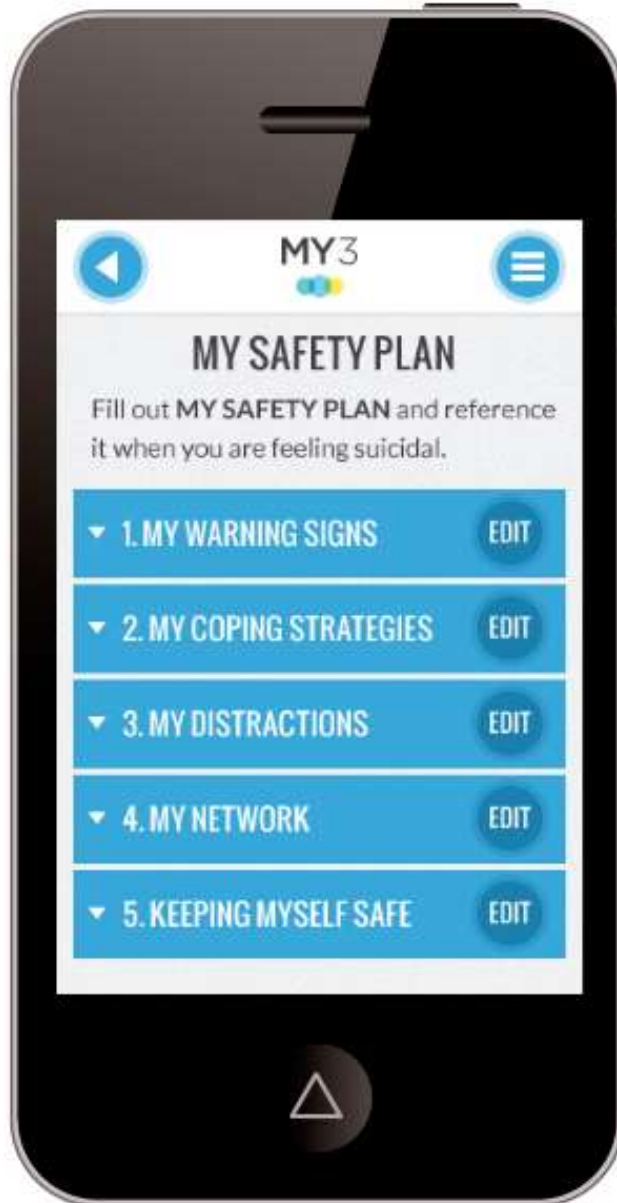 MY3
MY SAFETY PLAN
Fill out MY SAFETY PLAN and reference
it when you are feeling suicidal.
1. MY WARNING SIGNS EDIT
2. MY COPING STRATEGIES EDIT
3. MY DISTRACTIONS EDIT
4. MY NETWORK EDIT
5. KEEPING MYSELF SAFE EDIT